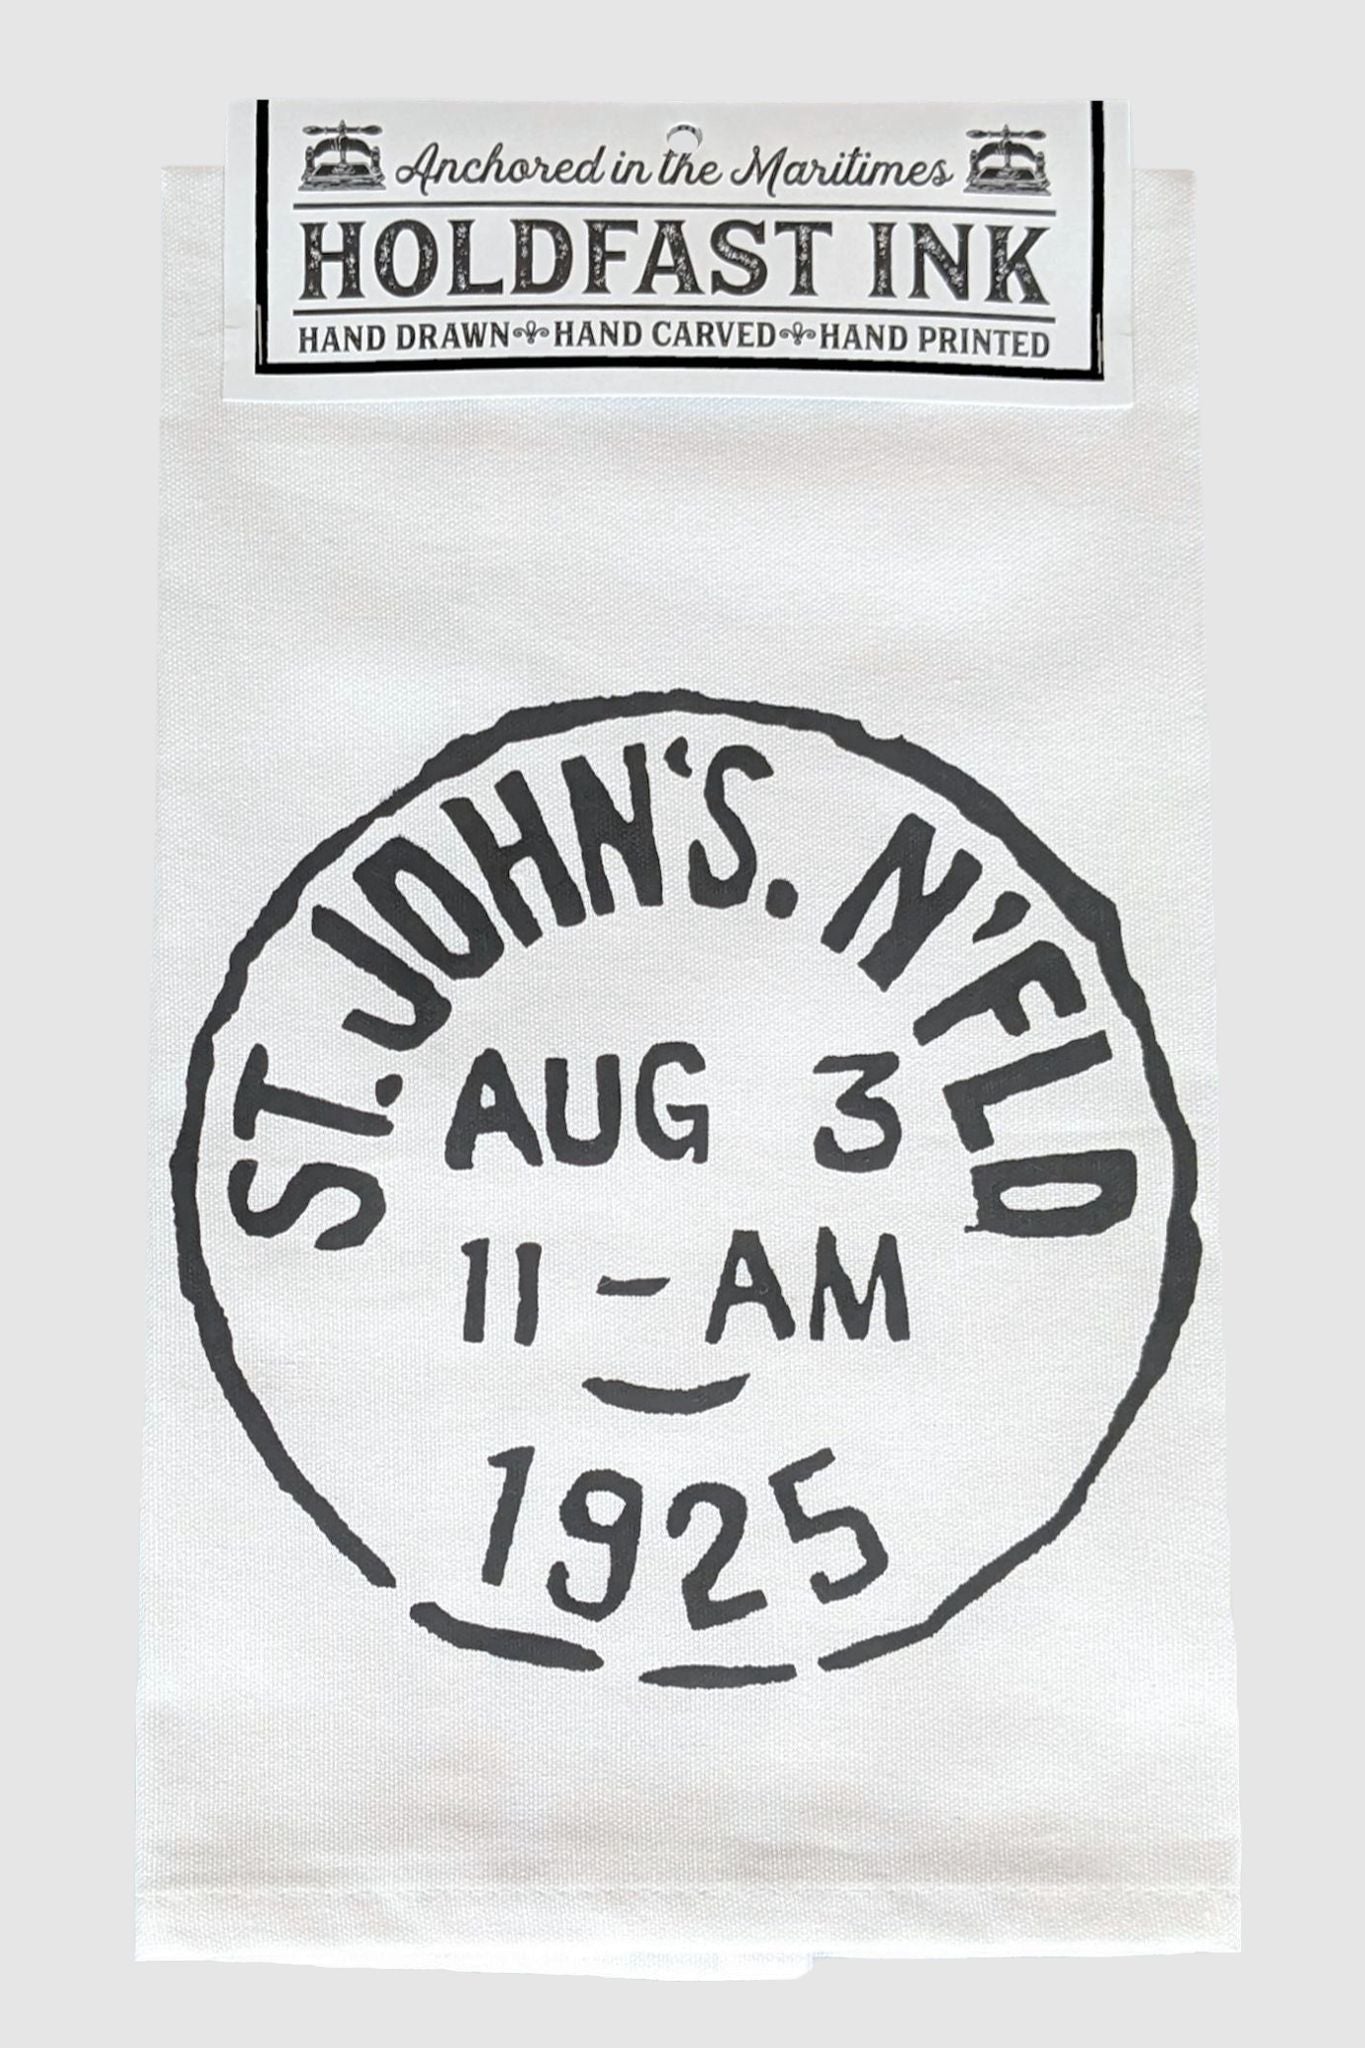 Anchored in the Maritimes
HOLDFAST INK
HAND DRAWN HAND CARVED HAND PRINTED
ST. JOHN'S. N'FLD
AUG 3
11 - AM
1925